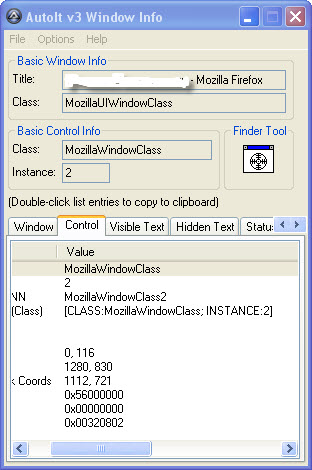 AutoIt v3 Window Info
File Options Help
Basic Window Info
Title: - Mozilla Firefox
Class: MozillaUIWindowClass
Basic Control Info
Class: MozillaWindowClass
Instance: 2
Finder Tool
(Double-click list entries to copy to clipboard)
Window Control Visible Text Hidden Text Statu
Value
MozillaWindowClass
2
NN MozillaWindowClass2
(Class) [CLASS:MozillaWindowClass; INSTANCE:2]
0, 116
1280, 830
k Coords 1112, 721
0x56000000
0x00000000
0x00320802